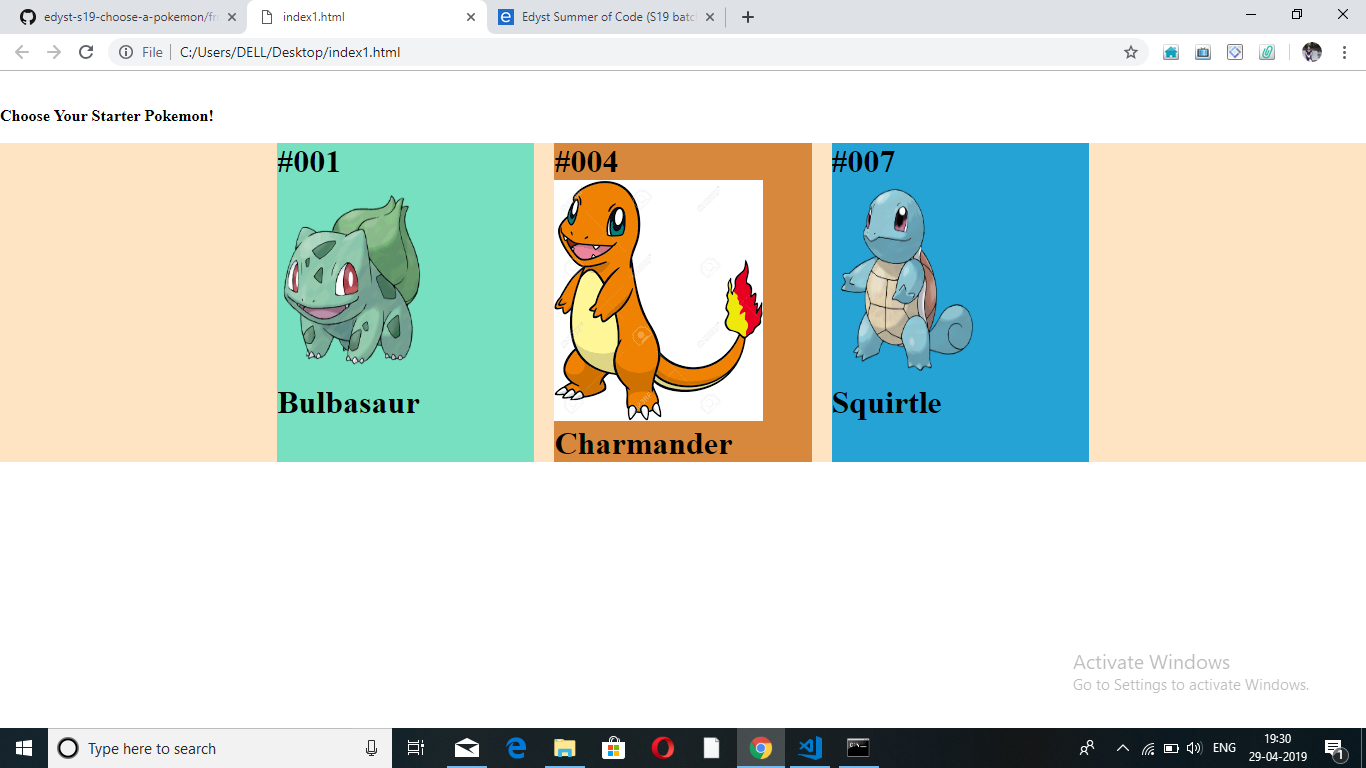 edyst-s19-choose-a-pokemon/fr
index1.html
Edyst Summer of Code (S19 batc
File
C:/Users/DELL/Desktop/index1.html
Choose Your Starter Pokemon!
#001
#004
#007
Bulbasaur
Charmander
Squirtle
Activate Windows
Go to Settings to activate Windows.
Type here to search
ENG
19:30
29-04-2019
1